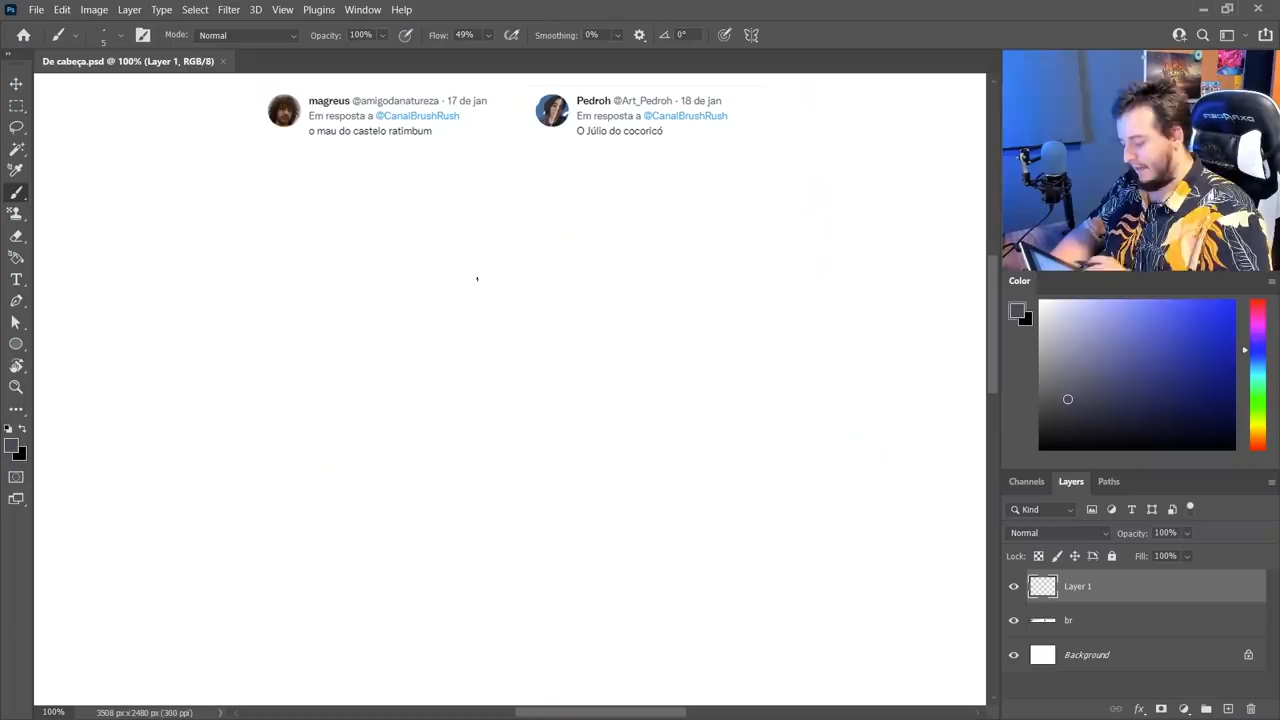 Ps File Edit Image Layer Type Select Filter 3D View Plugins Window Help
5 Mode: Normal Opacity: 100% Flow: 49% Smoothing: 0% 0°
De cabeça.psd @ 100% (Layer 1, RGB/8)
magreus @amigodanatureza · 17 de jan
Em resposta a @CanalBrushRush
o mau do castelo ratimbum
Pedroh @Art_Pedroh · 18 de jan
Em resposta a @CanalBrushRush
O Júlio do cocoricó
Color
Channels Layers Paths
Kind
Normal Opacity: 100%
Lock: Fill: 100%
Layer 1
br
Background
100% 3508 px x 2480 px (300 ppi)